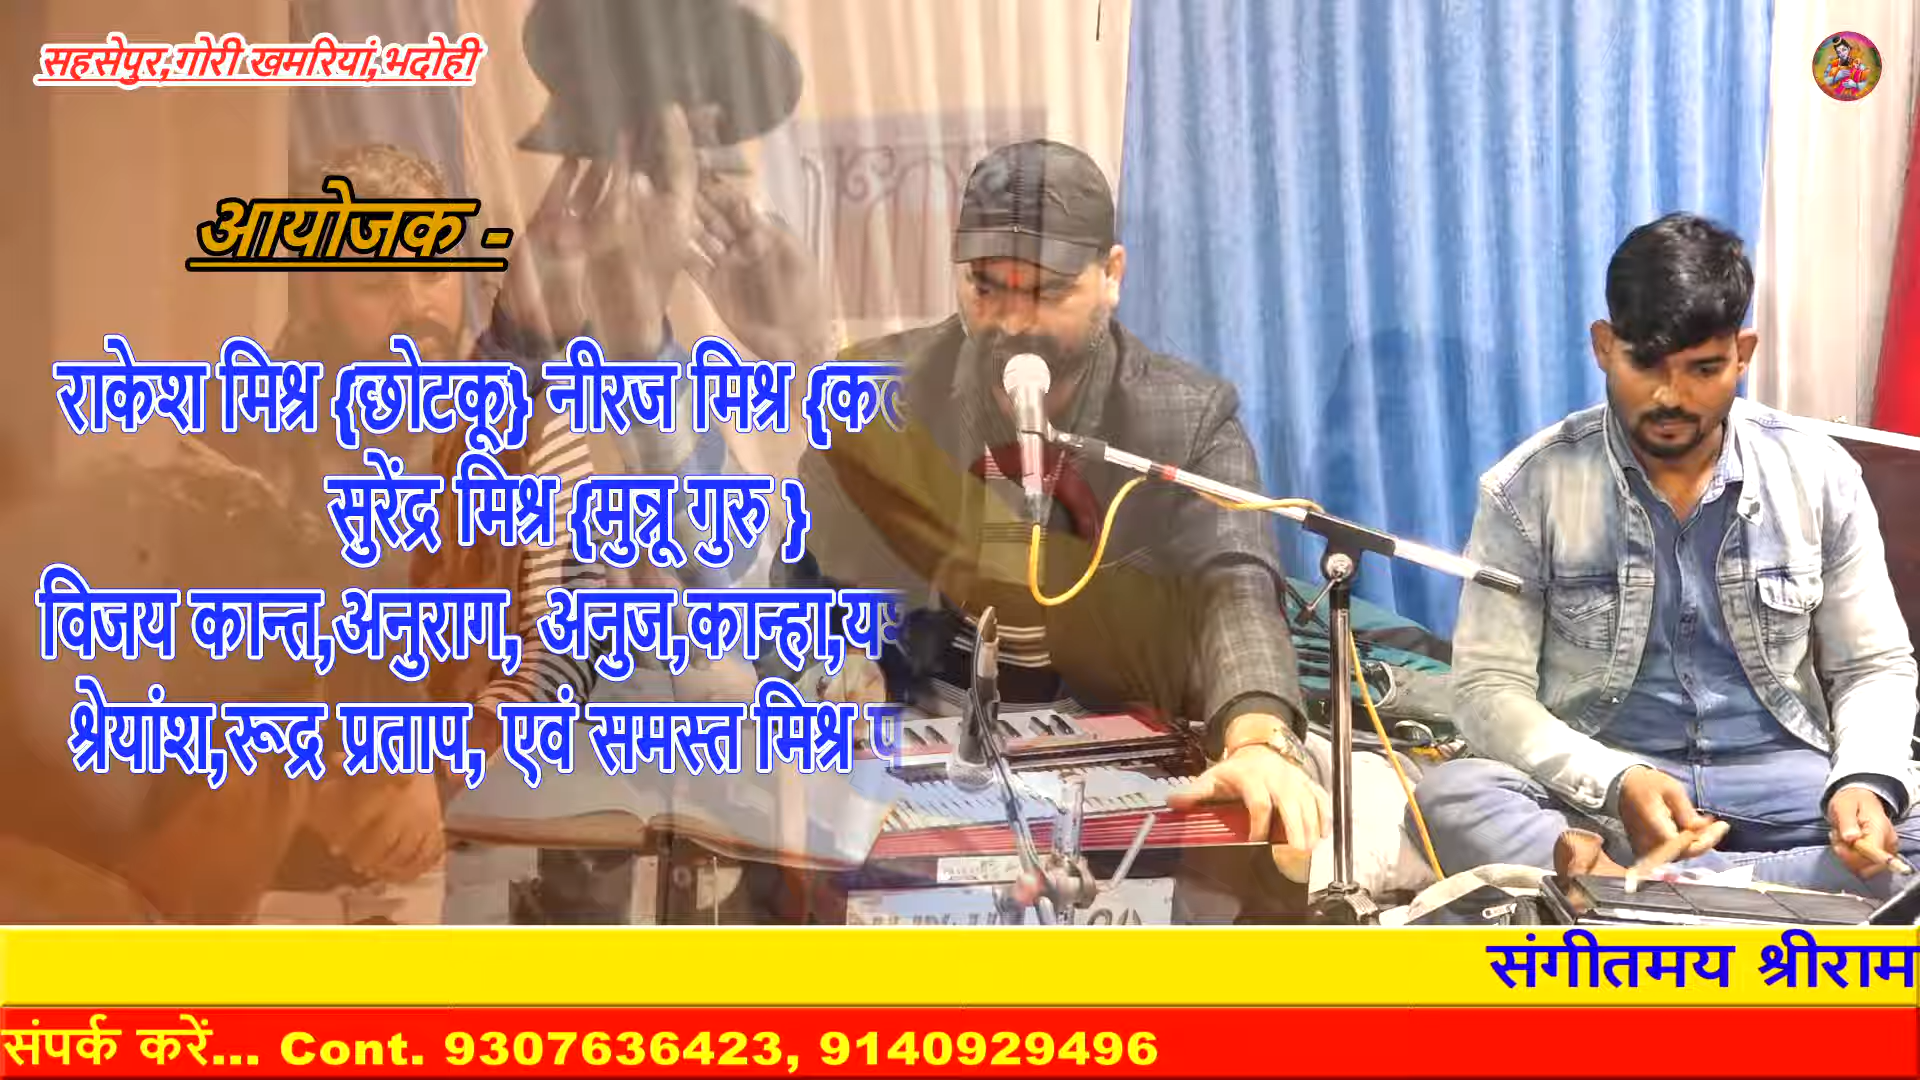 सहसेपुर,गोरी खमरियां,भदोही
आयोजक -
राकेश मिश्र {छोटकू} नीरज मिश्र
सुरेंद्र मिश्र {मुन्नू गुरु }
विजय कान्त,अनुराग, अनुज,कान्हा,
श्रेयांश,रूद्र प्रताप, एवं समस्त मिश्र
संगीतमय श्रीराम
संपर्क करें... Cont. 9307636423, 9140929496